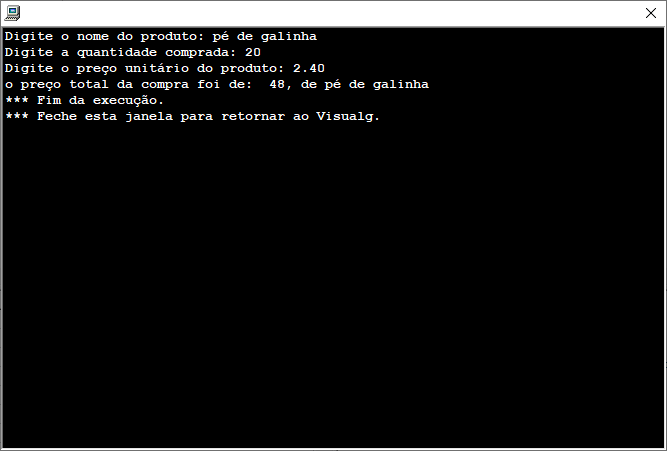 Digite o nome do produto: pé de galinha
Digite a quantidade comprada: 20
Digite o preço unitário do produto: 2.40
o preço total da compra foi de:  48, de pé de galinha
*** Fim da execução.
*** Feche esta janela para retornar ao Visualg.